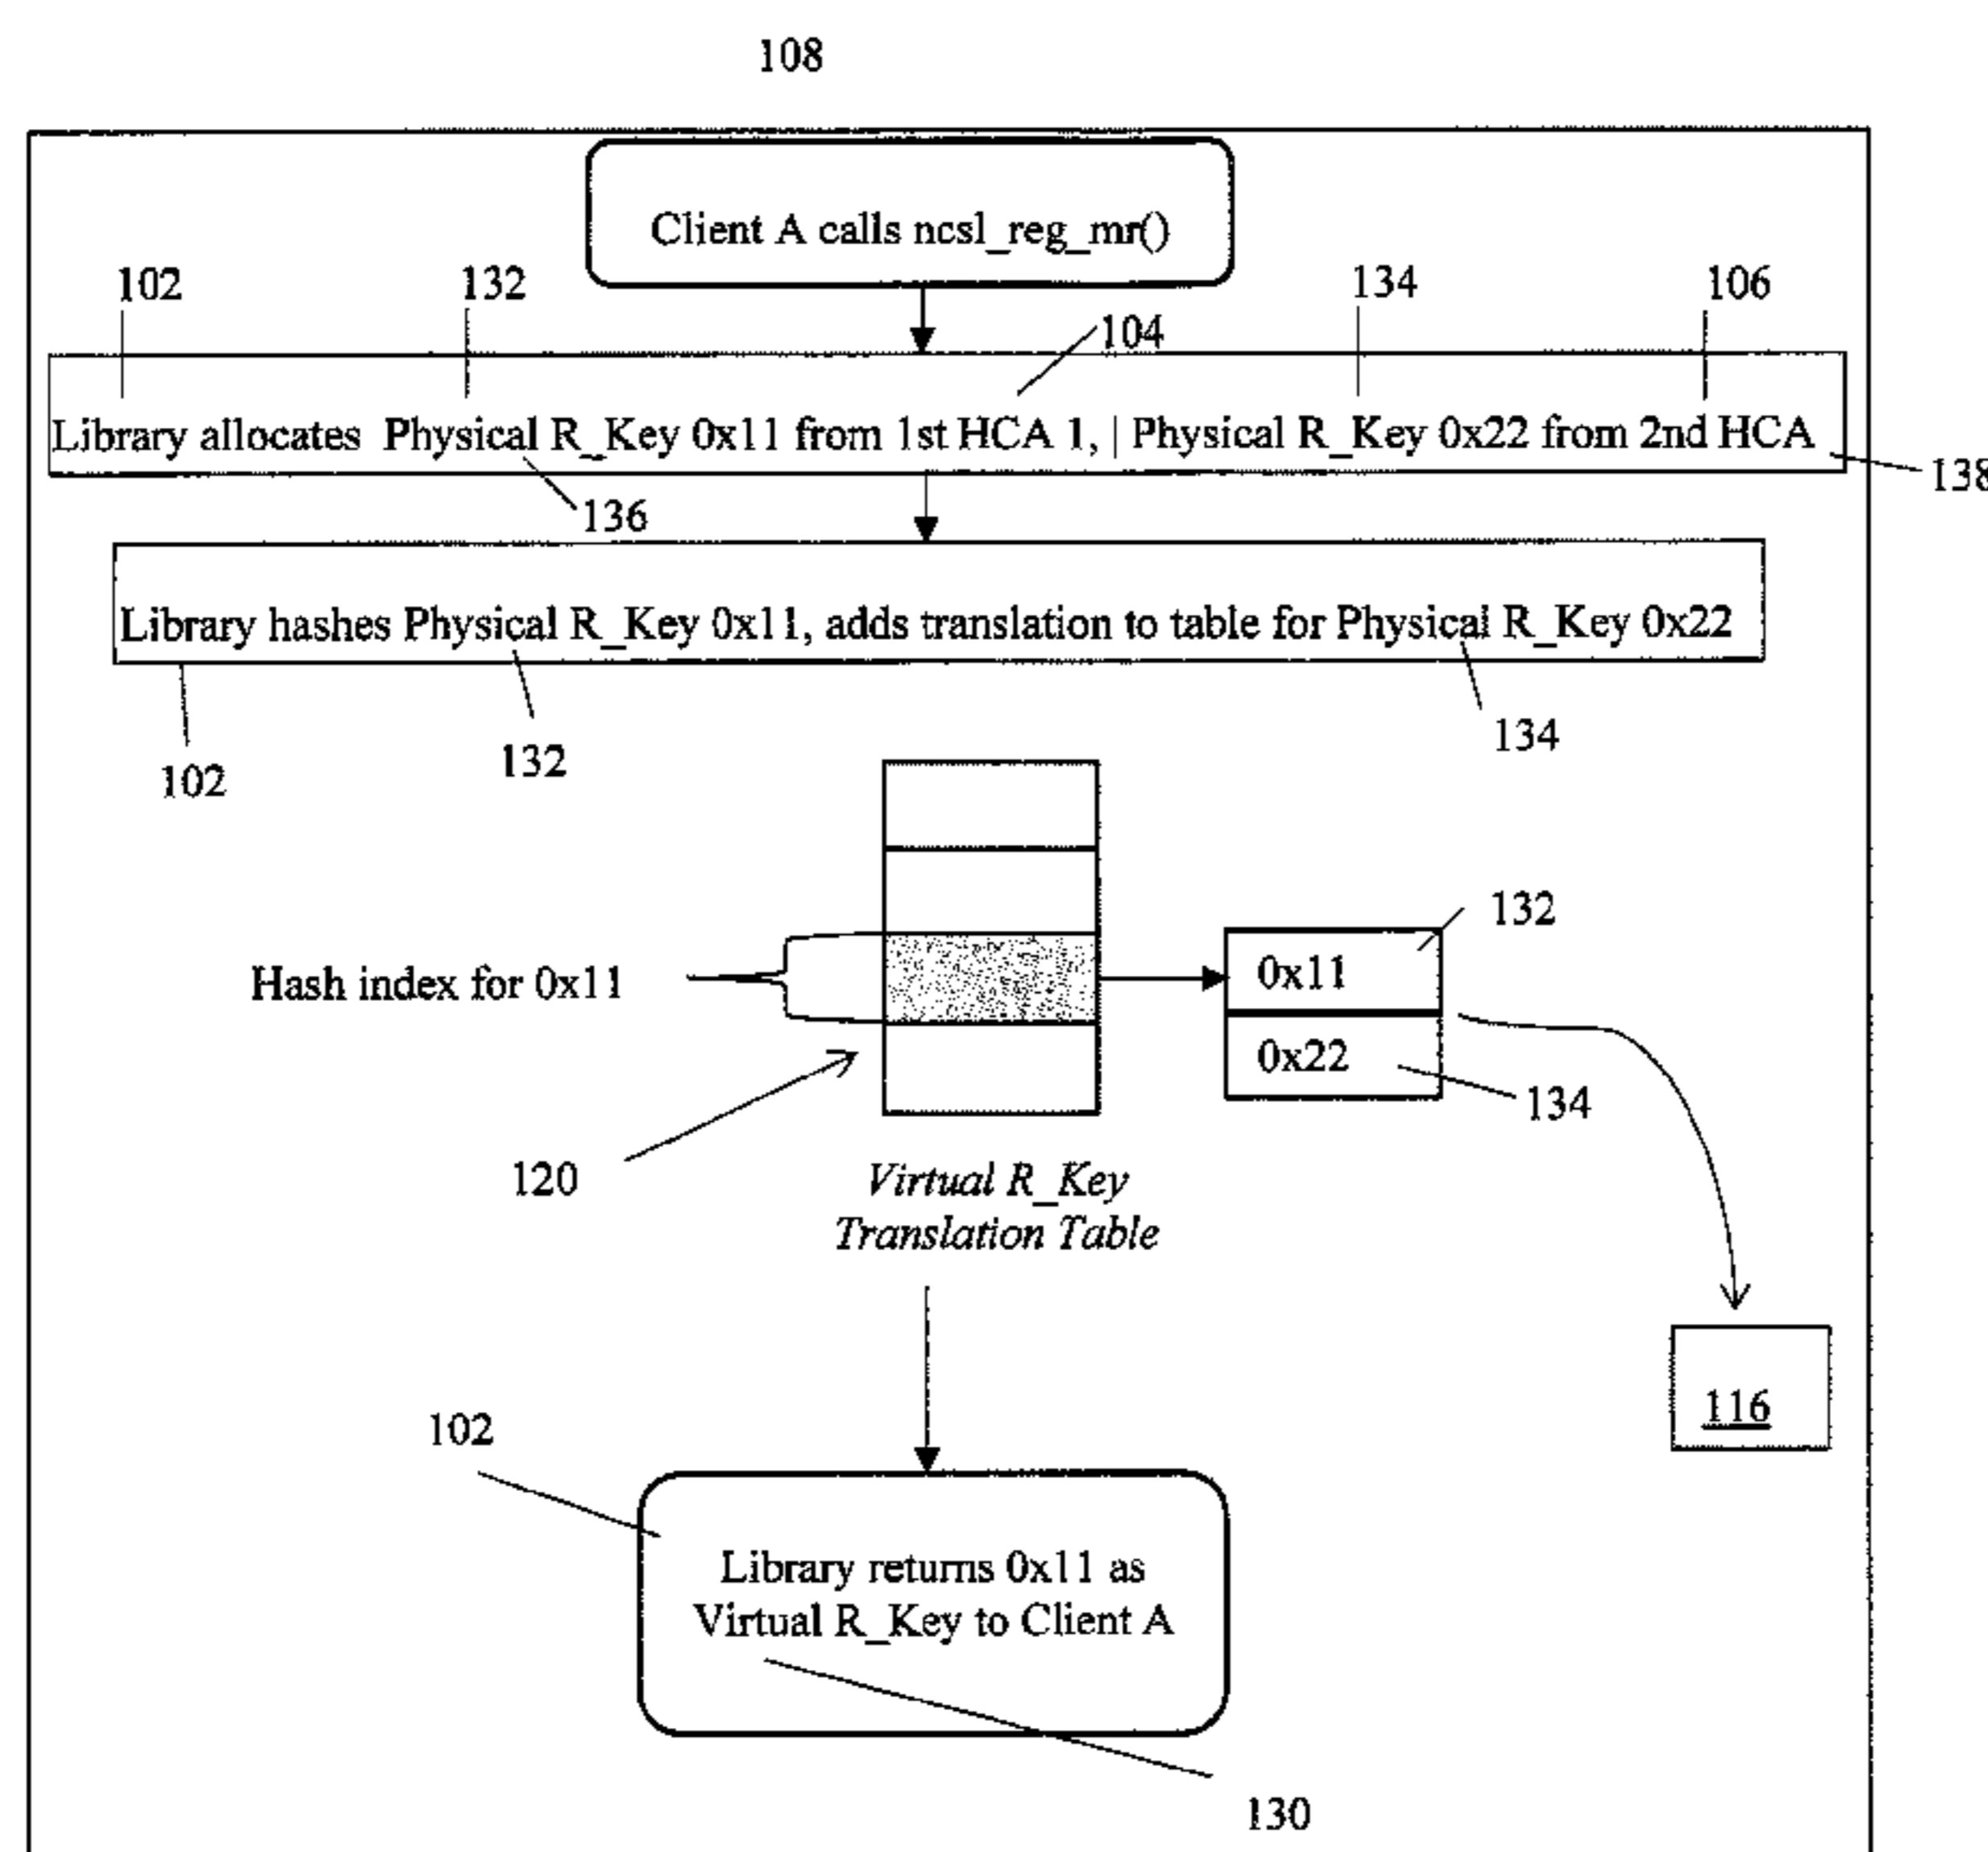 108
Client A calls ncsl_reg_mr()
102
132
134
106
104
Library allocates Physical R_Key 0x11 from 1st HCA 1, | Physical R_Key 0x22 from 2nd HCA
138
136
Library hashes Physical R_Key 0x11, adds translation to table for Physical R_Key 0x22
134
132
102
132
Hash index for 0x11
0x11
0x22
134
120
Virtual R_Key
Translation Table
116
102
Library returns 0x11 as
Virtual R_Key to Client A
130